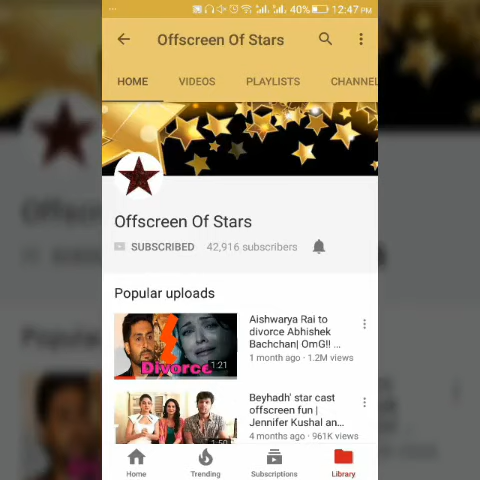 40% 12:47 PM
Offscreen Of Stars
HOME VIDEOS PLAYLISTS CHANNEL
Offscreen Of Stars
SUBSCRIBED 42,916 subscribers
Popular uploads
Aishwarya Rai to
divorce Abhishek
Bachchan| OmG!! ...
1 month ago · 1.2M views
Divorce
1:21
Beyhadh' star cast
offscreen fun |
Jennifer Kushal an...
4 months ago · 961K views
1:50
Home Trending Subscriptions Library